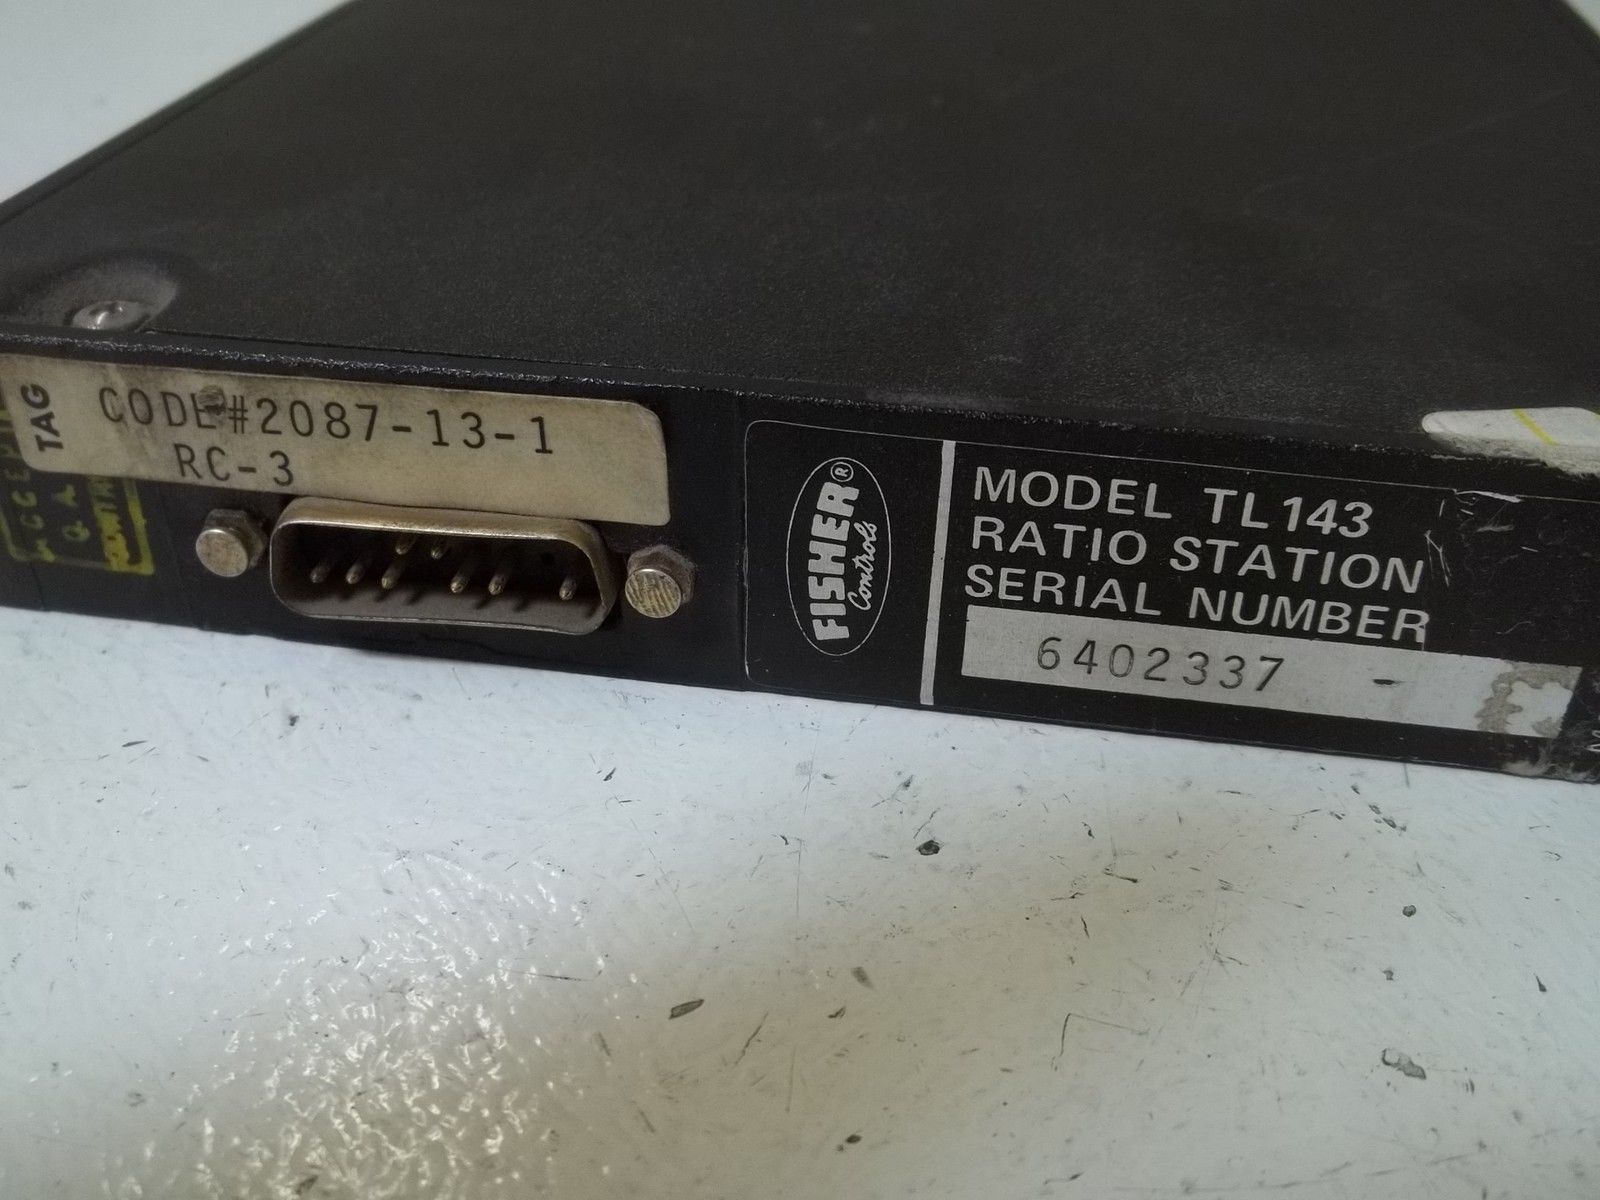 TAG
CODE#2087-13-1
RC-3
Q A
FISHER®
Controls
MODEL TL143
RATIO STATION
SERIAL NUMBER
6402337 -